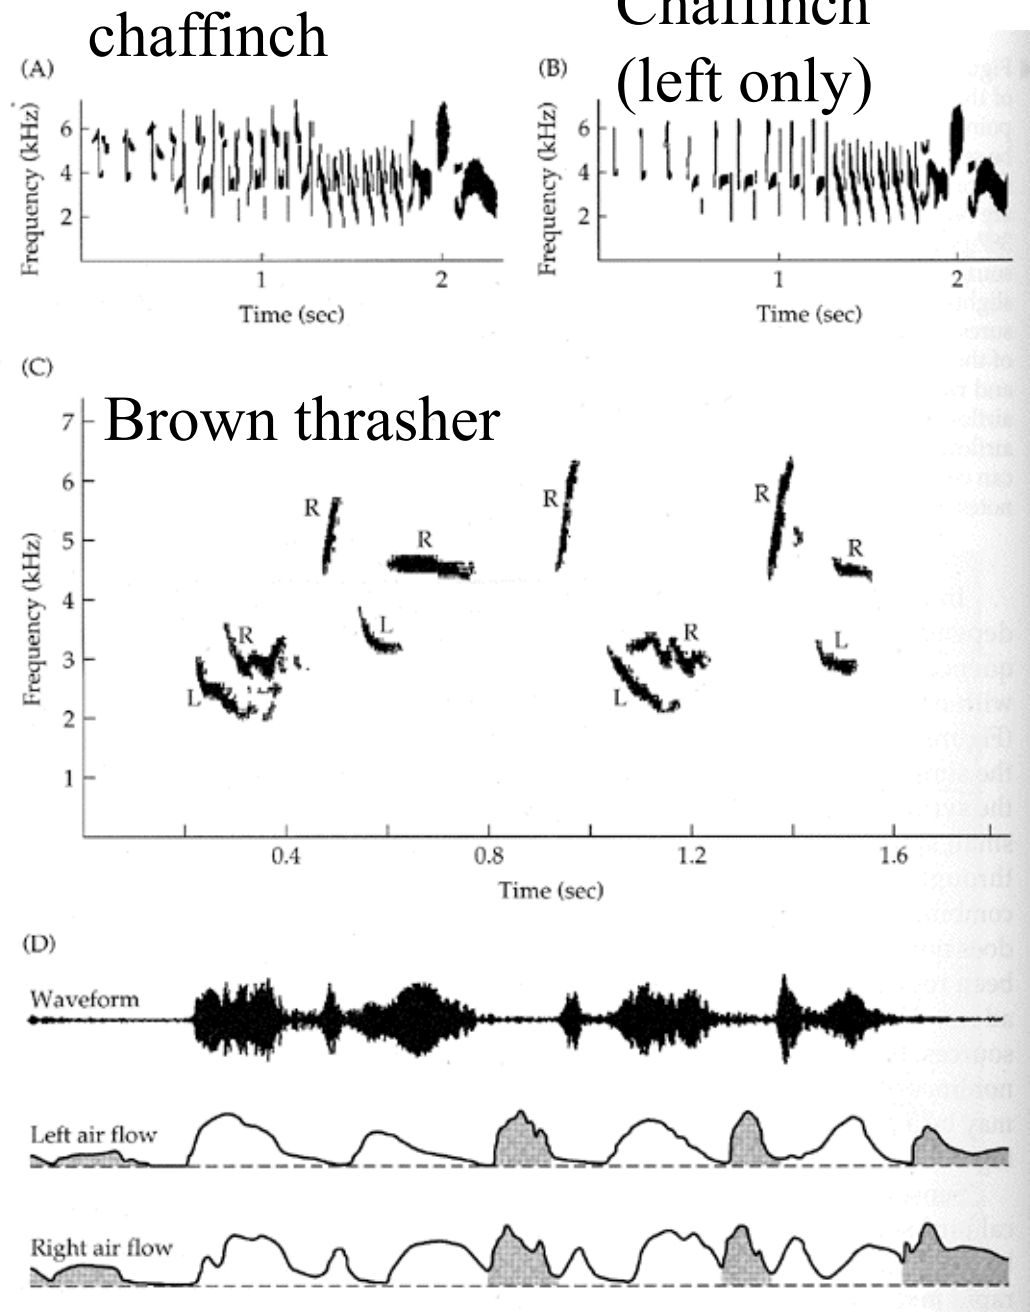 chaffinch
Chaffinch
(left only)
(A)
Frequency (kHz)
6
4
2
1
2
Time (sec)
(B)
Frequency (kHz)
6
4
2
1
2
Time (sec)
(C)
Brown thrasher
Frequency (kHz)
7
6
5
4
3
2
1
R
R
R
R
R
R
L
R
L
L
L
0.4
0.8
1.2
1.6
Time (sec)
(D)
Waveform
Left air flow
Right air flow